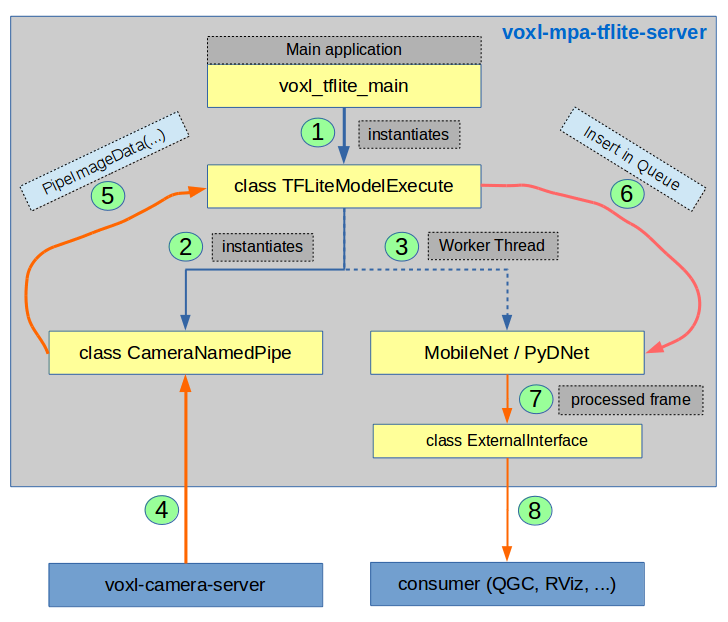 voxl-mpa-tflite-server
Main application
voxl_tflite_main
1
instantiates
PipeImageData(...)
5
class TFLiteModelExecute
Insert in Queue
6
2
instantiates
3
Worker Thread
class CameraNamedPipe
MobileNet / PyDNet
7
processed frame
class ExternalInterface
4
8
voxl-camera-server
consumer (QGC, RViz, ...)